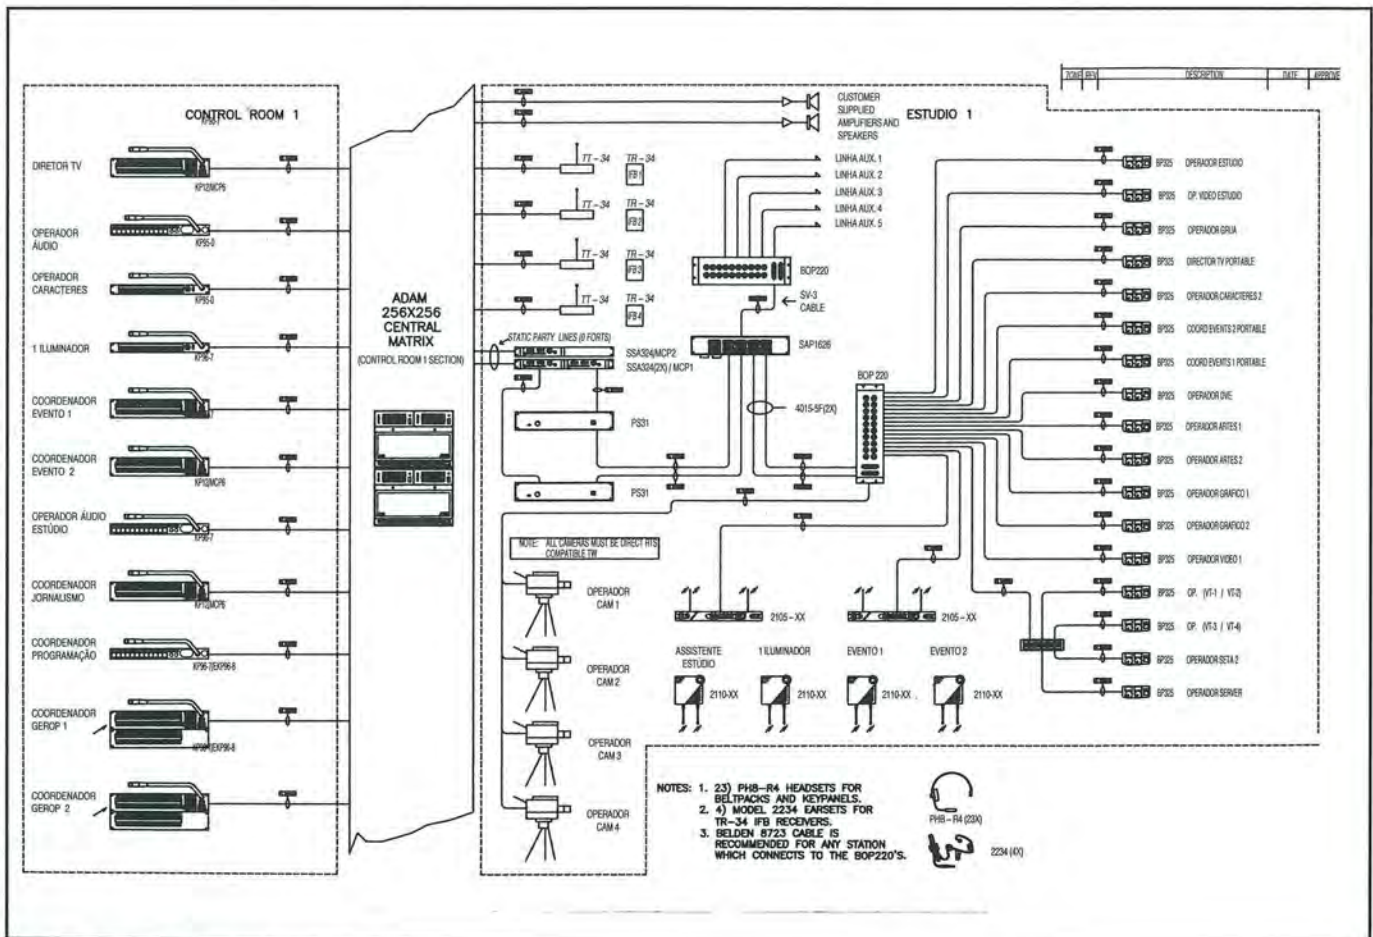 ZONE REV DESCRIPTION DATE APPROVE
CONTROL ROOM 1
DIRETOR TV
KP12/MCP6
OPERADOR
ÁUDIO
KP95-0
OPERADOR
CARACTERES
KP95-0
1 ILUMINADOR
KP96-7
COORDENADOR
EVENTO 1
COORDENADOR
EVENTO 2
KP12/MCP6
OPERADOR ÁUDIO
ESTÚDIO
KP96-7
COORDENADOR
JORNALISMO
KP12/MCP6
COORDENADOR
PROGRAMAÇÃO
KP96-7/EXP96-8
COORDENADOR
GEROP 1
COORDENADOR
GEROP 2
ADAM
256X256
CENTRAL
MATRIX
(CONTROL ROOM 1 SECTION)
CUSTOMER
SUPPLIED
AMPLIFIERS AND
SPEAKERS
ESTUDIO 1
TT-34 TR-34
IFB 1
TT-34 TR-34
IFB 2
TT-34 TR-34
IFB 3
TT-34 TR-34
IFB 4
LINHA AUX. 1
LINHA AUX. 2
LINHA AUX. 3
LINHA AUX. 4
LINHA AUX. 5
BOP220
SV-3
CABLE
STATIC PARTY LINES
SSA324/MCP2
SSA324(2X) / MCP1
SAP1626
BOP 220
4015-5F(2X)
PS31
PS31
NOTE: ALL CAMERAS MUST BE DIRECT RTS
COMPATIBLE TW
OPERADOR
CAM 1
OPERADOR
CAM 2
OPERADOR
CAM 3
OPERADOR
CAM 4
2105-XX
2105-XX
ASSISTENTE
ESTÚDIO
1 ILUMINADOR
EVENTO 1
EVENTO 2
2110-XX
2110-XX
2110-XX
2110-XX
BP325 OPERADOR ESTUDIO
BP325 OP. VIDEO ESTUDIO
BP325 OPERADOR GRUA
BP325 DIRECTOR TV PORTABLE
BP325 OPERADOR CARACTERES 2
BP325 COORD EVENTS 2 PORTABLE
BP325 COORD EVENTS 1 PORTABLE
BP325 OPERADOR DVE
BP325 OPERADOR ARTES 1
BP325 OPERADOR ARTES 2
BP325 OPERADOR GRAFICO 1
BP325 OPERADOR GRAFICO 2
BP325 OPERADOR VIDEO 1
BP325 OP. (VT-1 / VT-2)
BP325 OP. (VT-3 / VT-4)
BP325 OPERADOR SETA 2
BP325 OPERADOR SERVER
NOTES: 1. 23) PH8-R4 HEADSETS FOR
BELTPACKS AND KEYPANELS.
2. 4) MODEL 2234 EARSETS FOR
TR-34 IFB RECEIVERS.
3. BELDEN 8723 CABLE IS
RECOMMENDED FOR ANY STATION
WHICH CONNECTS TO THE BOP220'S.
PH8-R4 (23X)
2234 (4X)